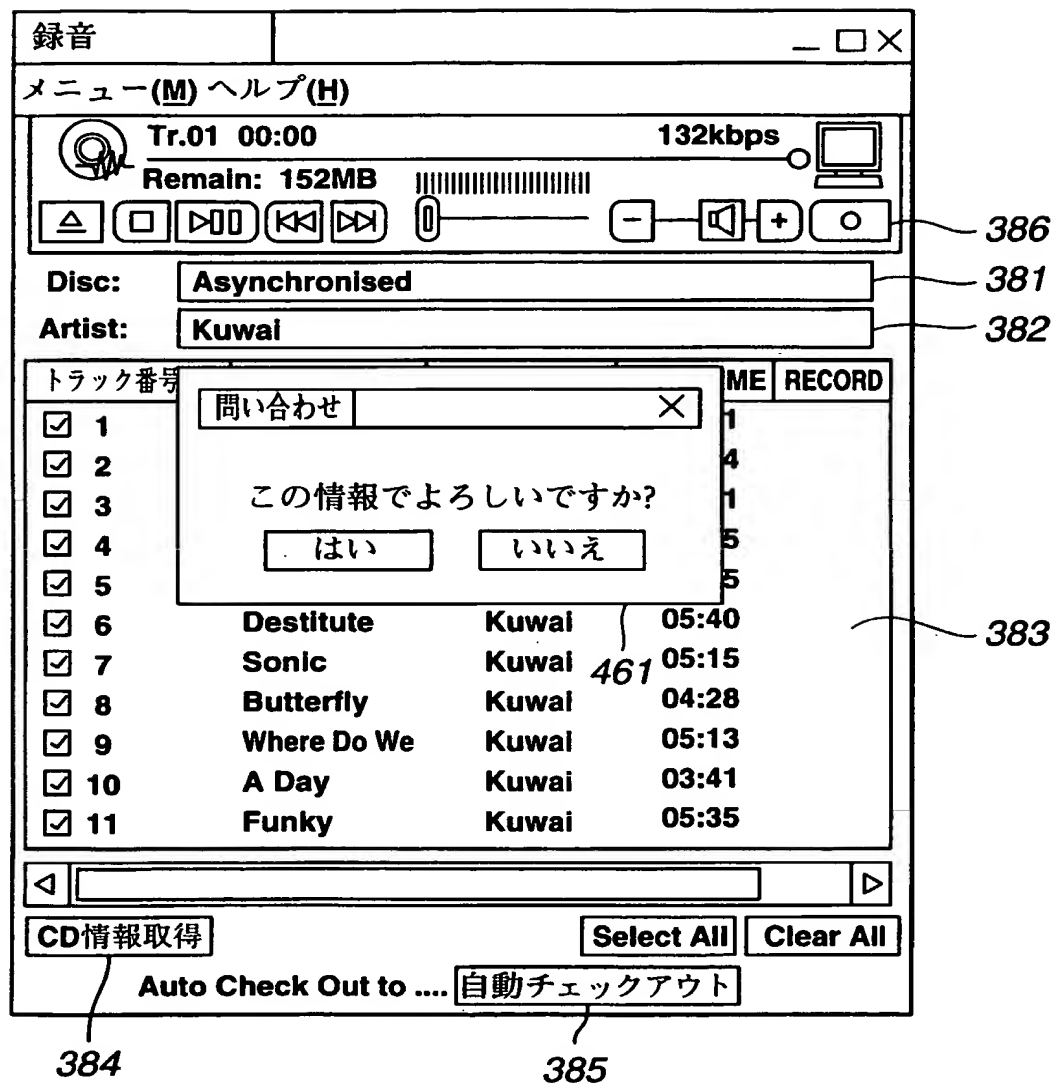 録音
メニュー(M) ヘルプ(H)
Tr.01 00:00 132kbps
Remain: 152MB
386
Disc: Asynchronised 381
Artist: Kuwai 382
トラック番号 ME RECORD
問い合わせ
1 1
2 4
この情報でよろしいですか?
3 1
はい いいえ
4 5
5 5
6 Destitute Kuwai 05:40
383
7 Sonic Kuwai 05:15
461
8 Butterfly Kuwai 04:28
9 Where Do We Kuwai 05:13
10 A Day Kuwai 03:41
11 Funky Kuwai 05:35
CD情報取得 Select All Clear All
Auto Check Out to .... 自動チェックアウト
384 385